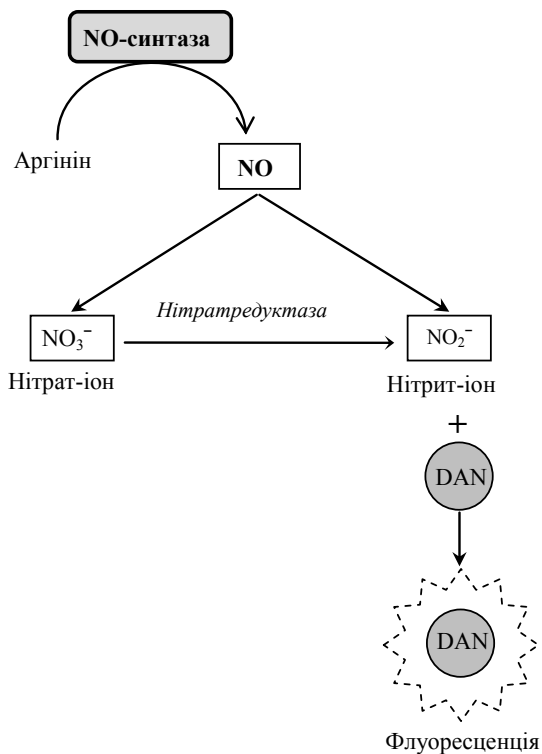 NO-синтаза
Аргінін
NO
Нітратредуктаза
NO₃⁻
NO₂⁻
Нітрат-іон
Нітрит-іон
+
DAN
DAN
Флуоресценція